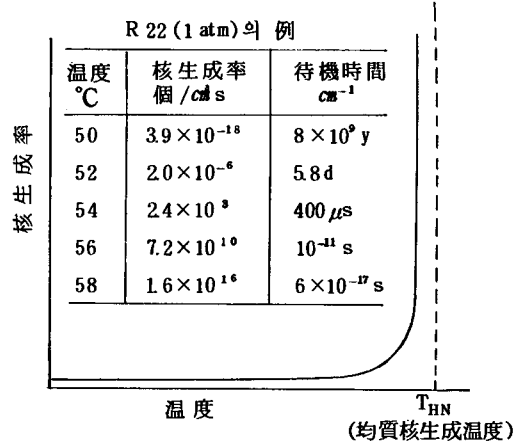 R 22 (1 atm)의 例
温度 核生成率 待機時間
℃ 個/cm³s cm⁻¹
50 3.9×10⁻¹⁸ 8×10⁹ y
52 2.0×10⁻⁶ 5.8 d
54 2.4×10³ 400 μs
56 7.2×10¹⁰ 10⁻¹¹ s
58 1.6×10¹⁶ 6×10⁻¹⁷ s
核生成率
温度
T_HN
(均質核生成温度)